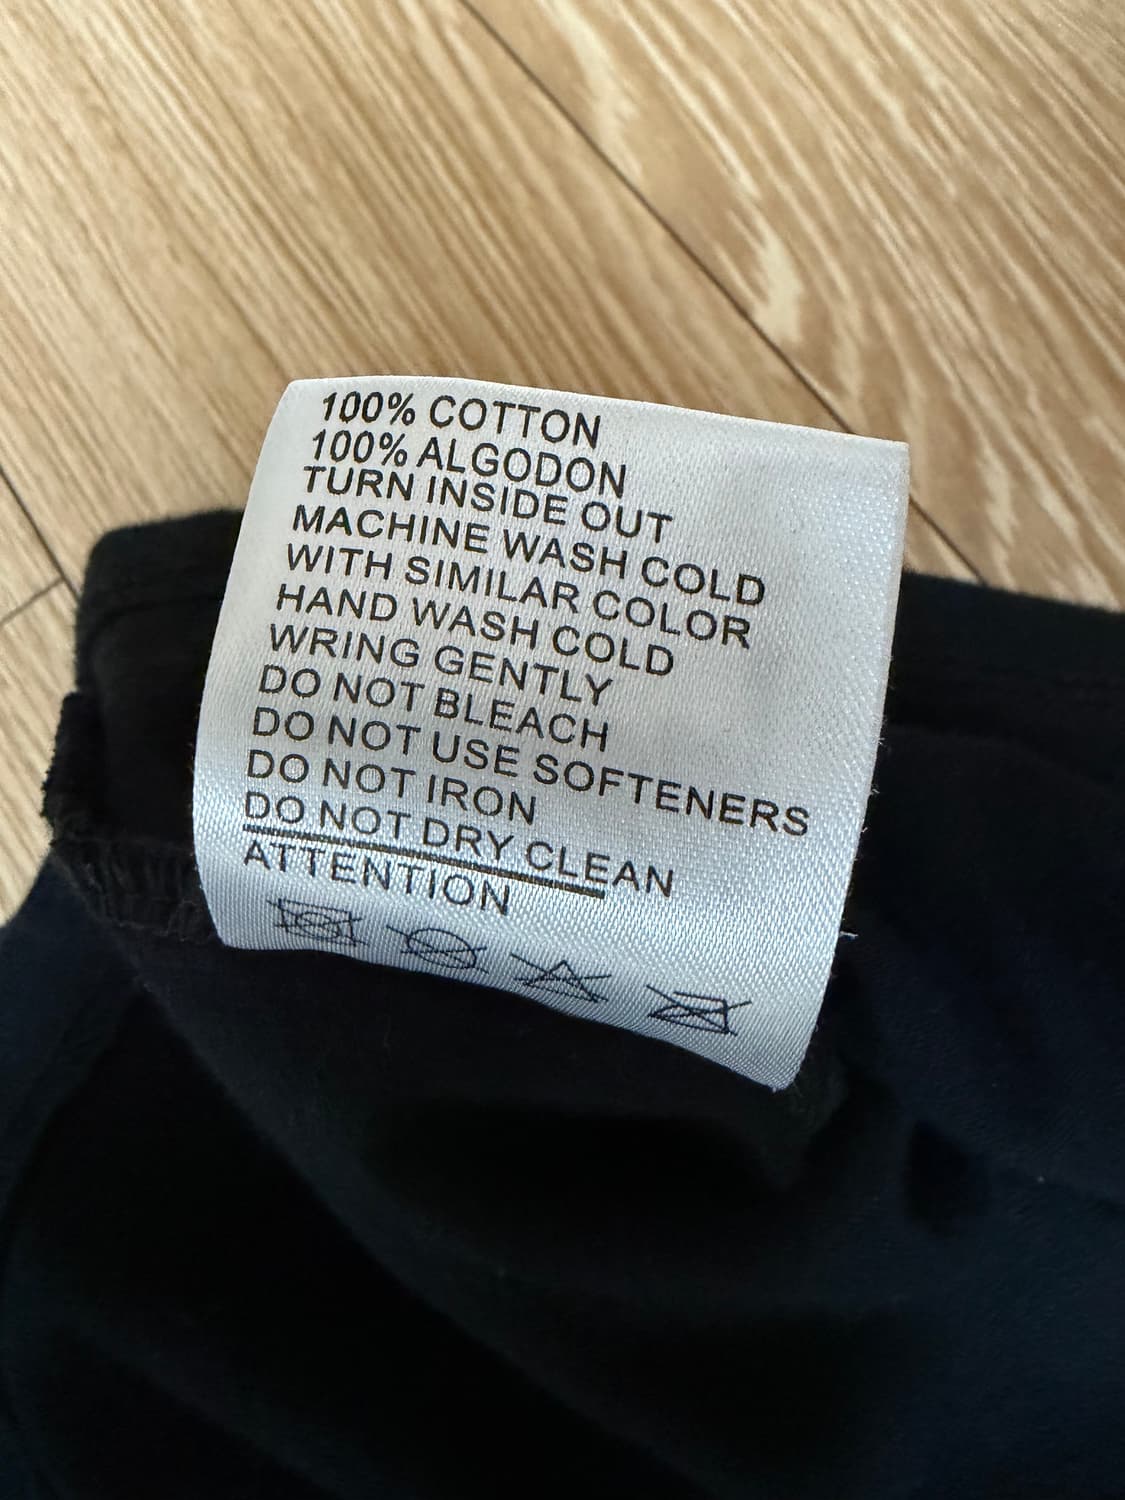 100% COTTON
100% ALGODON
TURN INSIDE OUT
MACHINE WASH COLD
WITH SIMILAR COLOR
HAND WASH COLD
WRING GENTLY
DO NOT BLEACH
DO NOT USE SOFTENERS
DO NOT IRON
DO NOT DRY CLEAN
ATTENTION